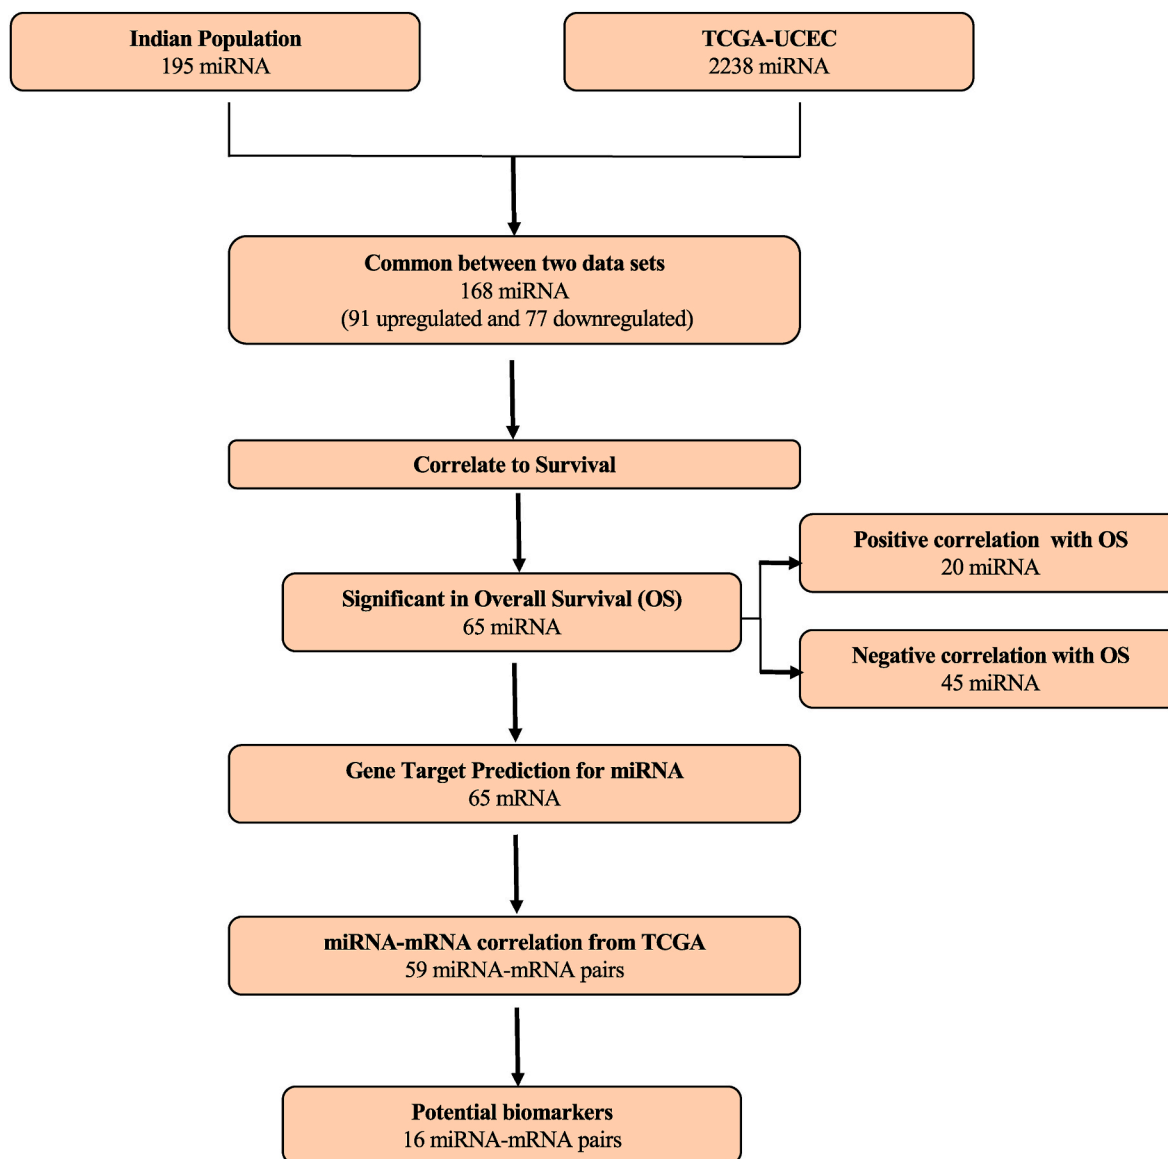 Indian Population
195 miRNA
TCGA-UCEC
2238 miRNA
Common between two data sets
168 miRNA
(91 upregulated and 77 downregulated)
Correlate to Survival
Positive correlation with OS
20 miRNA
Significant in Overall Survival (OS)
65 miRNA
Negative correlation with OS
45 miRNA
Gene Target Prediction for miRNA
65 mRNA
miRNA-mRNA correlation from TCGA
59 miRNA-mRNA pairs
Potential biomarkers
16 miRNA-mRNA pairs